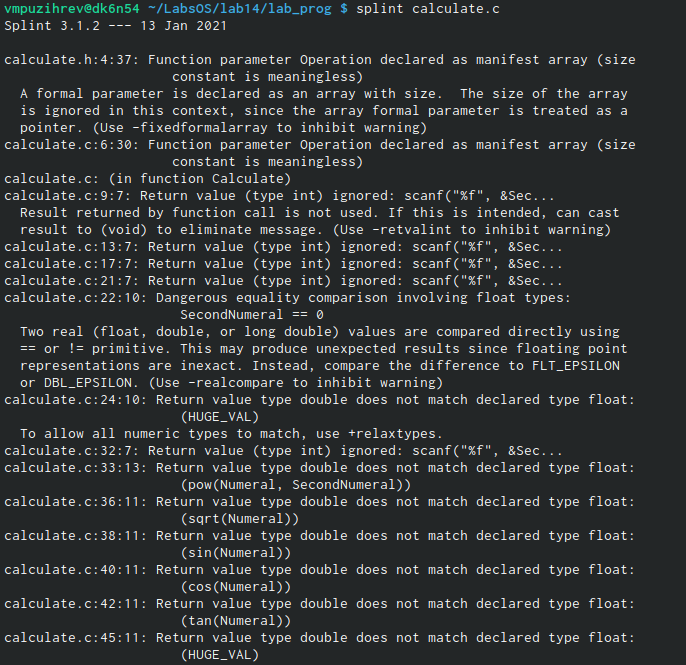 vmpuzihrev@dk6n54 ~/LabsOS/lab14/lab_prog $ splint calculate.c
Splint 3.1.2 --- 13 Jan 2021
calculate.h:4:37: Function parameter Operation declared as manifest array (size
constant is meaningless)
A formal parameter is declared as an array with size.  The size of the array
is ignored in this context, since the array formal parameter is treated as a
pointer. (Use -fixedformalarray to inhibit warning)
calculate.c:6:30: Function parameter Operation declared as manifest array (size
constant is meaningless)
calculate.c: (in function Calculate)
calculate.c:9:7: Return value (type int) ignored: scanf("%f", &Sec...
Result returned by function call is not used. If this is intended, can cast
result to (void) to eliminate message. (Use -retvalint to inhibit warning)
calculate.c:13:7: Return value (type int) ignored: scanf("%f", &Sec...
calculate.c:17:7: Return value (type int) ignored: scanf("%f", &Sec...
calculate.c:21:7: Return value (type int) ignored: scanf("%f", &Sec...
calculate.c:22:10: Dangerous equality comparison involving float types:
SecondNumeral == 0
Two real (float, double, or long double) values are compared directly using
== or != primitive. This may produce unexpected results since floating point
representations are inexact. Instead, compare the difference to FLT_EPSILON
or DBL_EPSILON. (Use -realcompare to inhibit warning)
calculate.c:24:10: Return value type double does not match declared type float:
(HUGE_VAL)
To allow all numeric types to match, use +relaxtypes.
calculate.c:32:7: Return value (type int) ignored: scanf("%f", &Sec...
calculate.c:33:13: Return value type double does not match declared type float:
(pow(Numeral, SecondNumeral))
calculate.c:36:11: Return value type double does not match declared type float:
(sqrt(Numeral))
calculate.c:38:11: Return value type double does not match declared type float:
(sin(Numeral))
calculate.c:40:11: Return value type double does not match declared type float:
(cos(Numeral))
calculate.c:42:11: Return value type double does not match declared type float:
(tan(Numeral))
calculate.c:45:11: Return value type double does not match declared type float:
(HUGE_VAL)